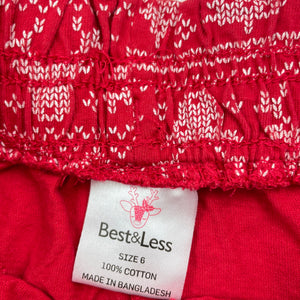 Best&Less
SIZE 6
100% COTTON
MADE IN BANGLADESH